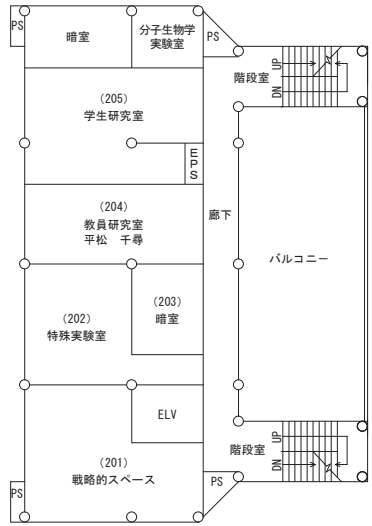 PS
暗室
分子生物学
実験室
PS
階段室
UP
DN
(205)
学生研究室
EPS
(204)
教員研究室
平松 千尋
廊下
バルコニー
(203)
暗室
(202)
特殊実験室
ELV
(201)
戦略的スペース
階段室
UP
DN
PS
PS